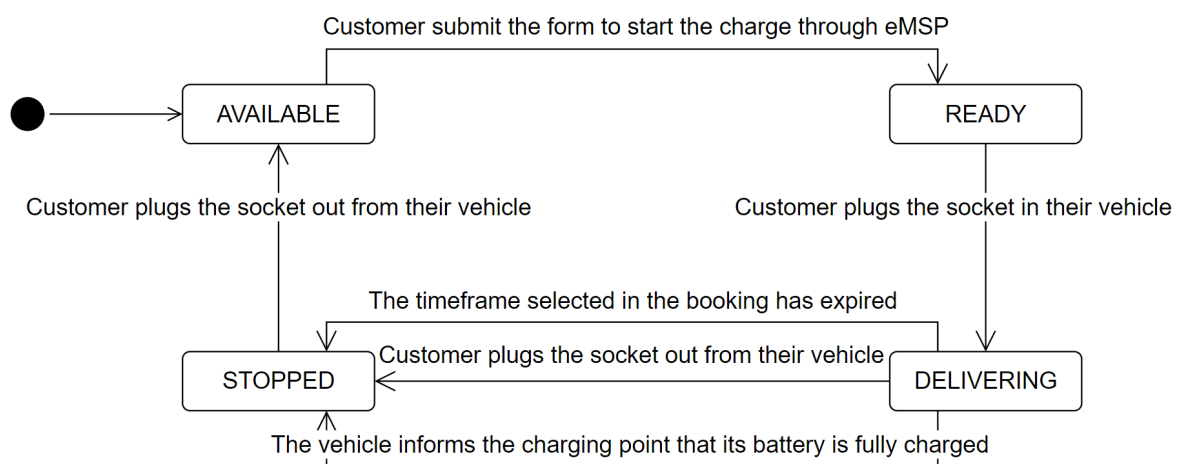 Customer submit the form to start the charge through eMSP
AVAILABLE
READY
Customer plugs the socket out from their vehicle
Customer plugs the socket in their vehicle
The timeframe selected in the booking has expired
Customer plugs the socket out from their vehicle
STOPPED
DELIVERING
The vehicle informs the charging point that its battery is fully charged